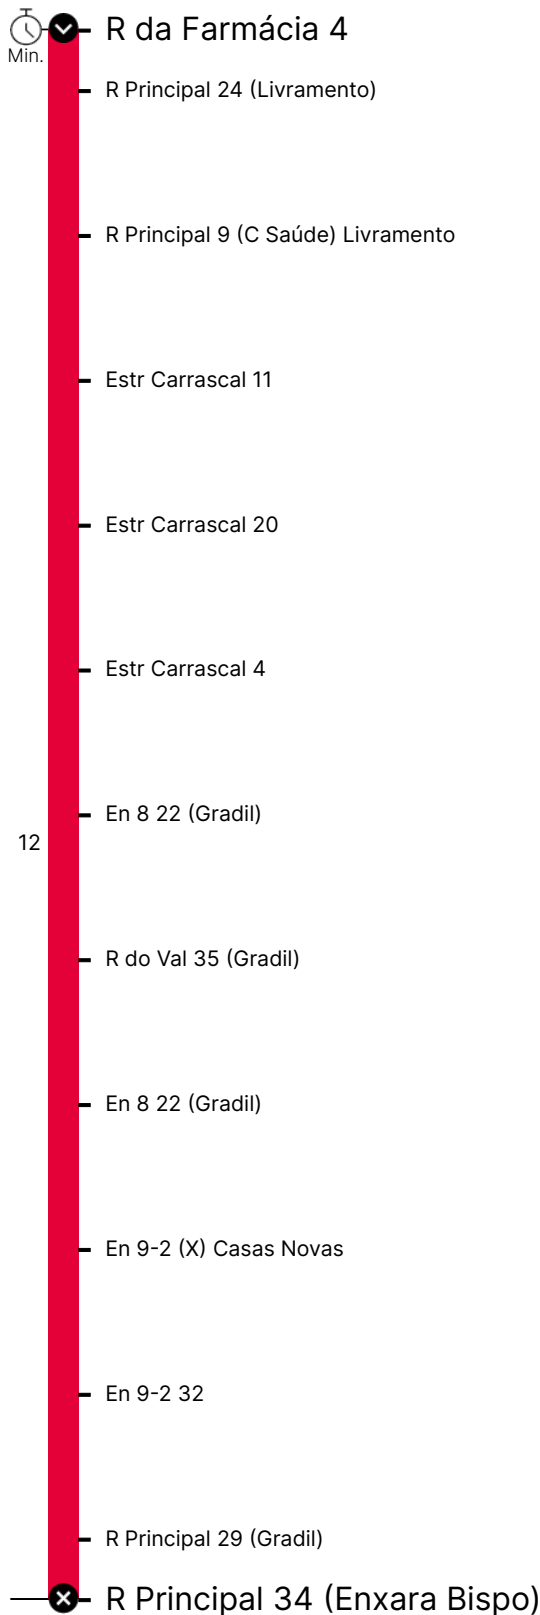 R da Farmácia 4
Min.
R Principal 24 (Livramento)
R Principal 9 (C Saúde) Livramento
Estr Carrascal 11
Estr Carrascal 20
Estr Carrascal 4
En 8 22 (Gradil)
12
R do Val 35 (Gradil)
En 8 22 (Gradil)
En 9-2 (X) Casas Novas
En 9-2 32
R Principal 29 (Gradil)
R Principal 34 (Enxara Bispo)